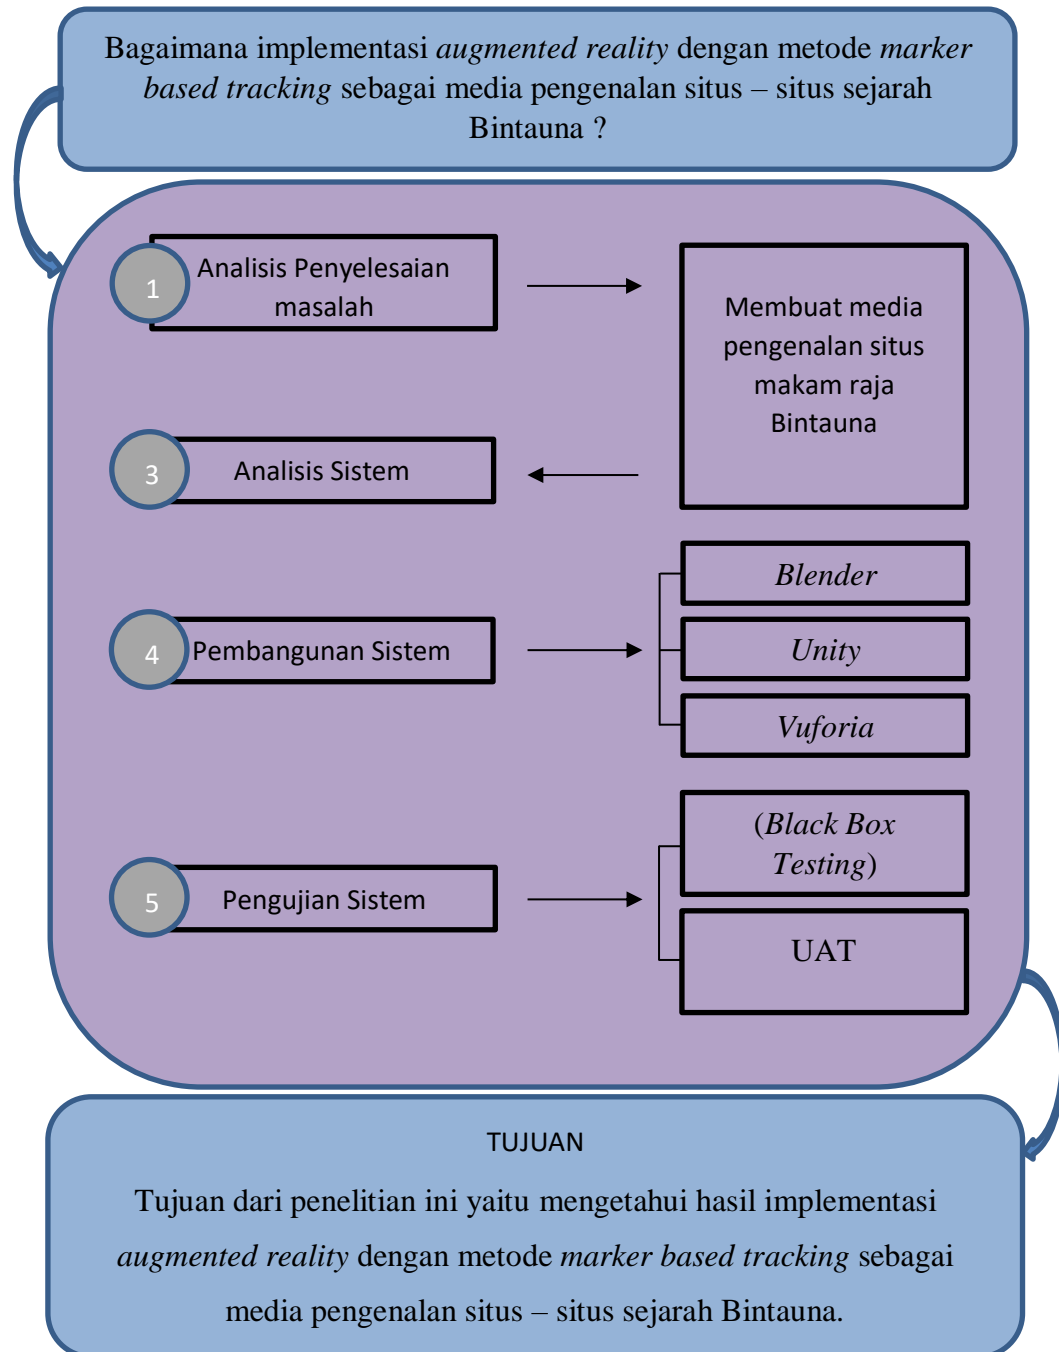 Bagaimana implementasi augmented reality dengan metode marker
based tracking sebagai media pengenalan situs – situs sejarah
Bintauna ?
1
Analisis Penyelesaian
masalah
Membuat media
pengenalan situs
makam raja
Bintauna
3
Analisis Sistem
4
Pembangunan Sistem
Blender
Unity
Vuforia
5
Pengujian Sistem
(Black Box
Testing)
UAT
TUJUAN
Tujuan dari penelitian ini yaitu mengetahui hasil implementasi
augmented reality dengan metode marker based tracking sebagai
media pengenalan situs – situs sejarah Bintauna.